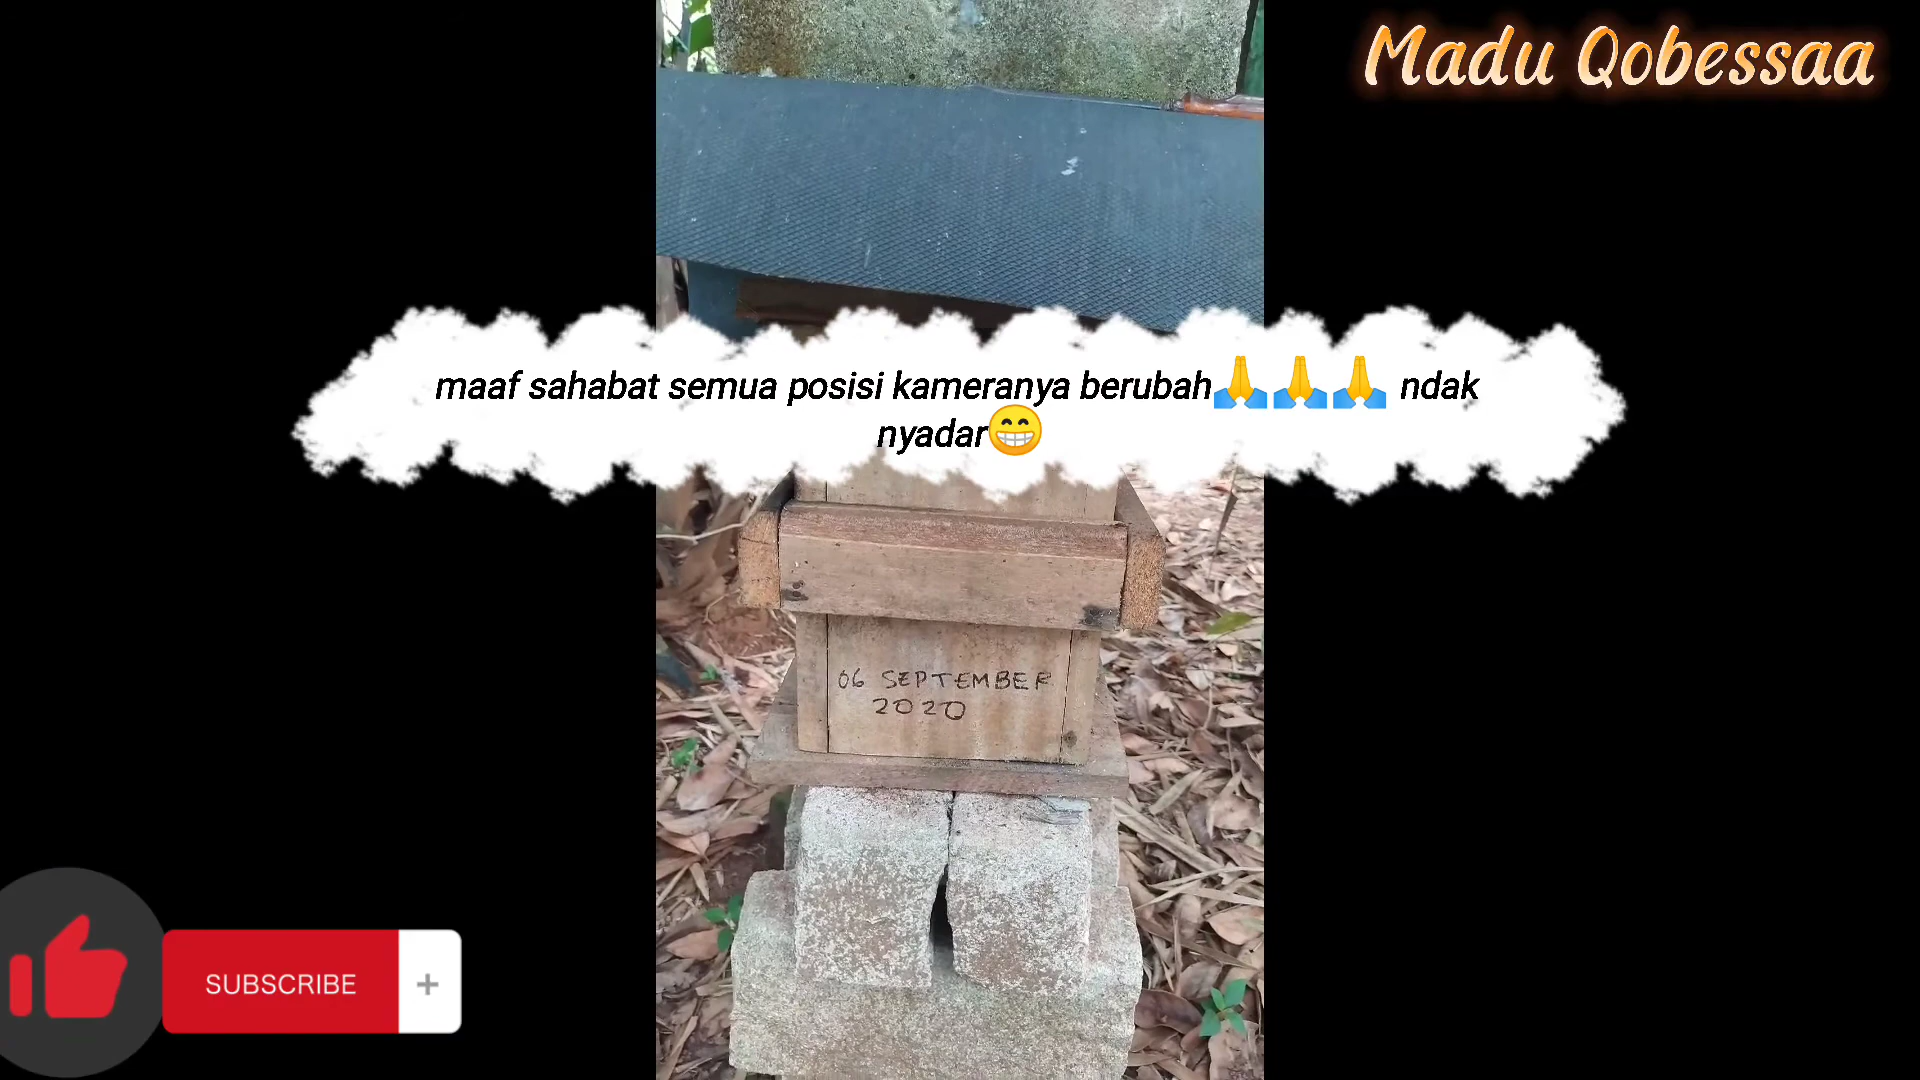 Madu Qobessaa
maaf sahabat semua posisi kameranya berubah🙏🙏🙏 ndak
nyadar😁
06 SEPTEMBER
2020
SUBSCRIBE